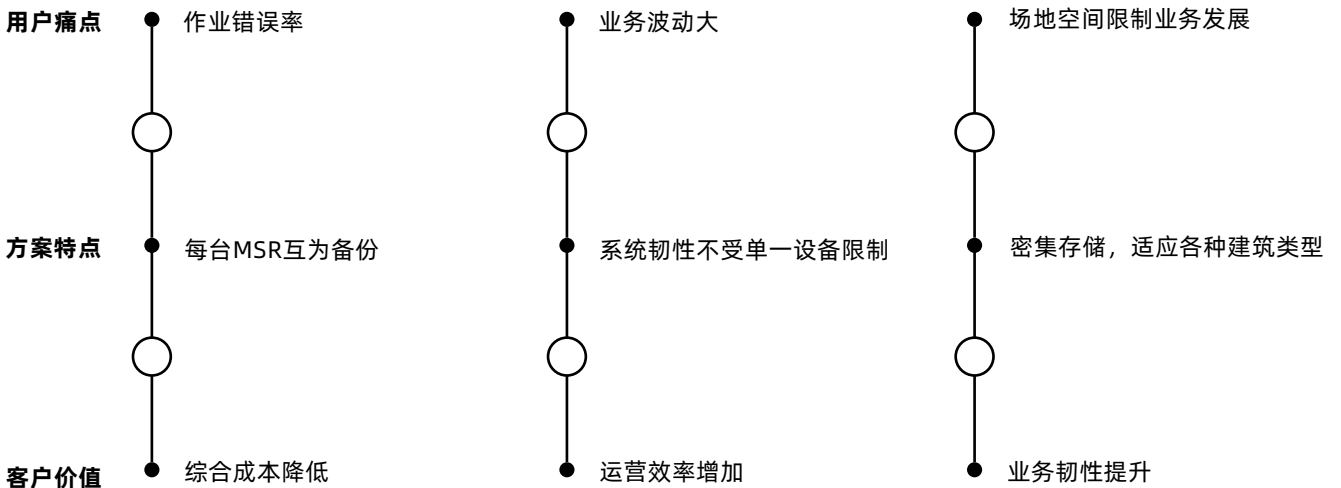 用户痛点 作业错误率 业务波动大 场地空间限制业务发展
方案特点 每台MSR互为备份 系统韧性不受单一设备限制 密集存储，适应各种建筑类型
客户价值 综合成本降低 运营效率增加 业务韧性提升